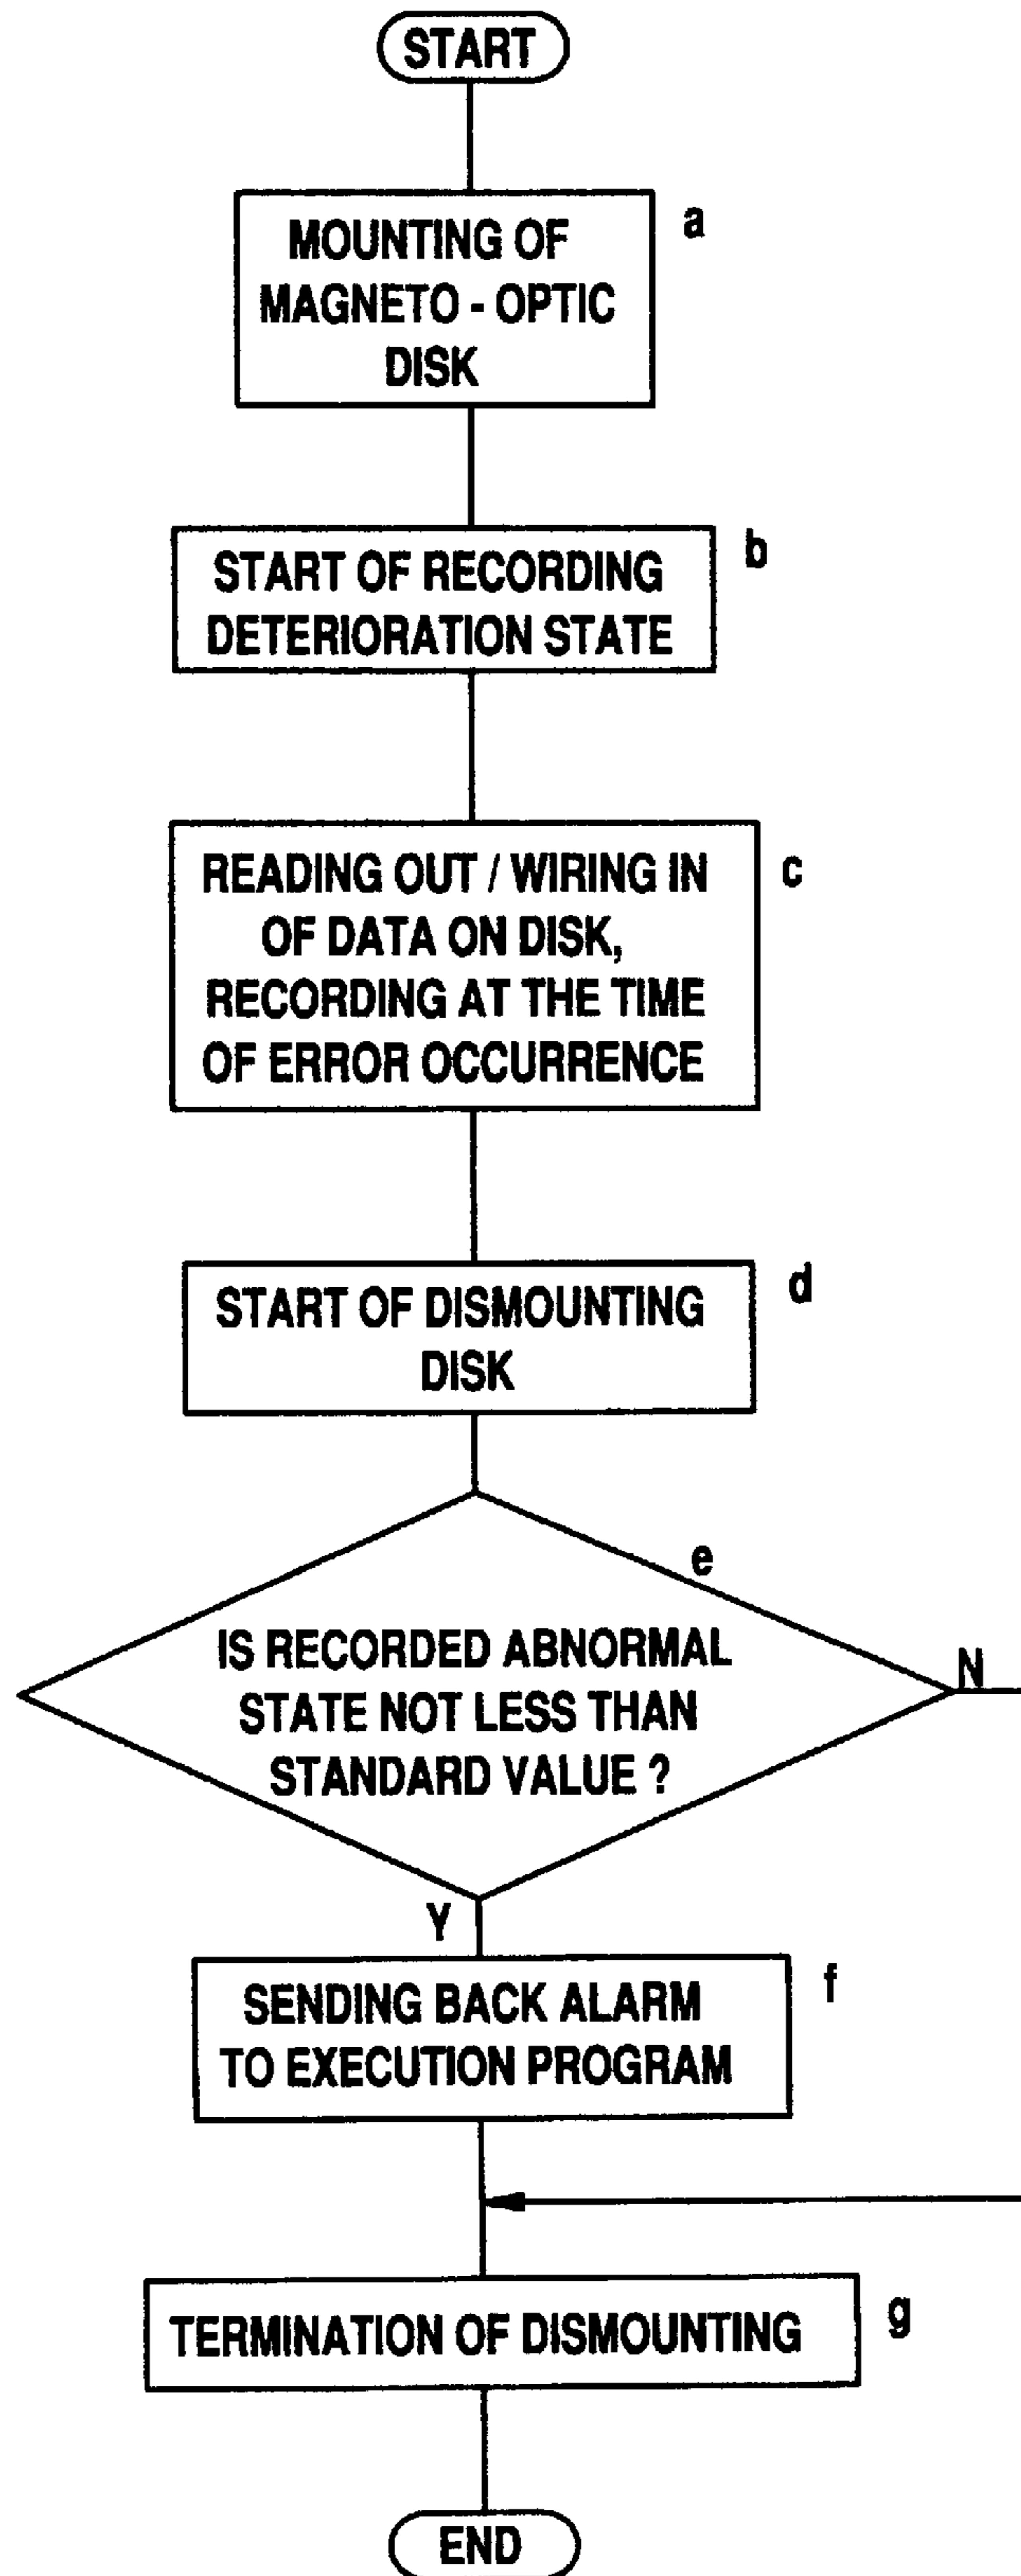 START
MOUNTING OF
MAGNETO - OPTIC
DISK
a
START OF RECORDING
DETERIORATION STATE
b
READING OUT / WIRING IN
OF DATA ON DISK,
RECORDING AT THE TIME
OF ERROR OCCURRENCE
c
START OF DISMOUNTING
DISK
d
e
IS RECORDED ABNORMAL
STATE NOT LESS THAN
STANDARD VALUE ?
N
Y
SENDING BACK ALARM
TO EXECUTION PROGRAM
f
TERMINATION OF DISMOUNTING
g
END